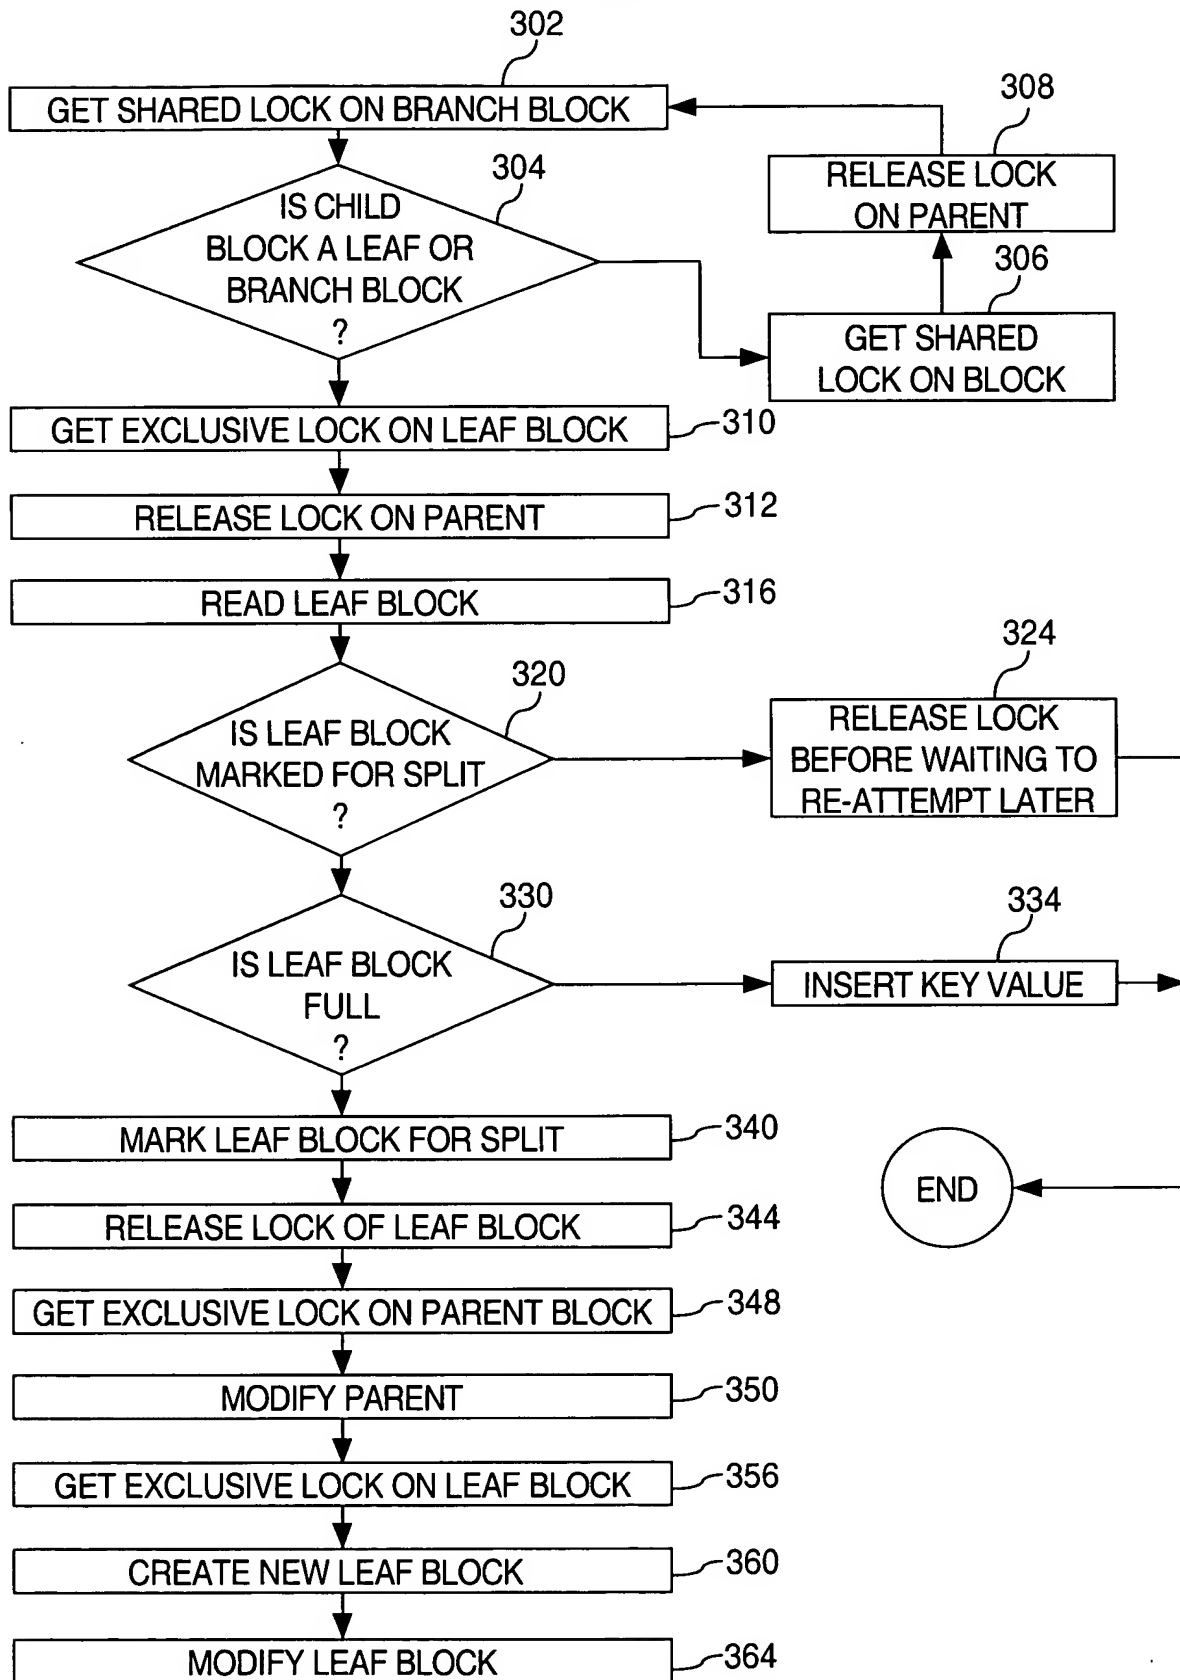 302
GET SHARED LOCK ON BRANCH BLOCK
308
RELEASE LOCK
ON PARENT
304
IS CHILD
BLOCK A LEAF OR
BRANCH BLOCK
?
306
GET SHARED
LOCK ON BLOCK
GET EXCLUSIVE LOCK ON LEAF BLOCK
310
RELEASE LOCK ON PARENT
312
READ LEAF BLOCK
316
320
IS LEAF BLOCK
MARKED FOR SPLIT
?
324
RELEASE LOCK
BEFORE WAITING TO
RE-ATTEMPT LATER
330
IS LEAF BLOCK
FULL
?
334
INSERT KEY VALUE
MARK LEAF BLOCK FOR SPLIT
340
RELEASE LOCK OF LEAF BLOCK
344
END
GET EXCLUSIVE LOCK ON PARENT BLOCK
348
MODIFY PARENT
350
GET EXCLUSIVE LOCK ON LEAF BLOCK
356
CREATE NEW LEAF BLOCK
360
MODIFY LEAF BLOCK
364